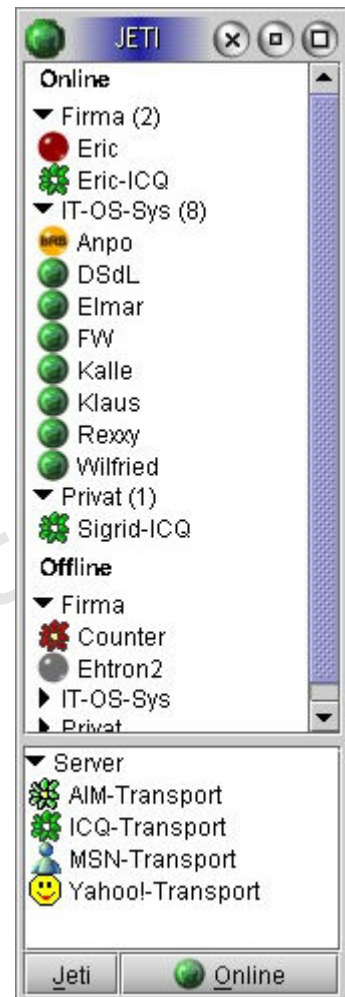 JETI
Online
Firma (2)
Eric
Eric-ICQ
IT-OS-Sys (8)
BRB Anpo
DSdL
Elmar
FW
Kalle
Klaus
Rexxy
Wilfried
Privat (1)
Sigrid-ICQ
Offline
Firma
Counter
Ehtron2
IT-OS-Sys
Privat
Server
AIM-Transport
ICQ-Transport
MSN-Transport
Yahoo!-Transport
Jeti Online